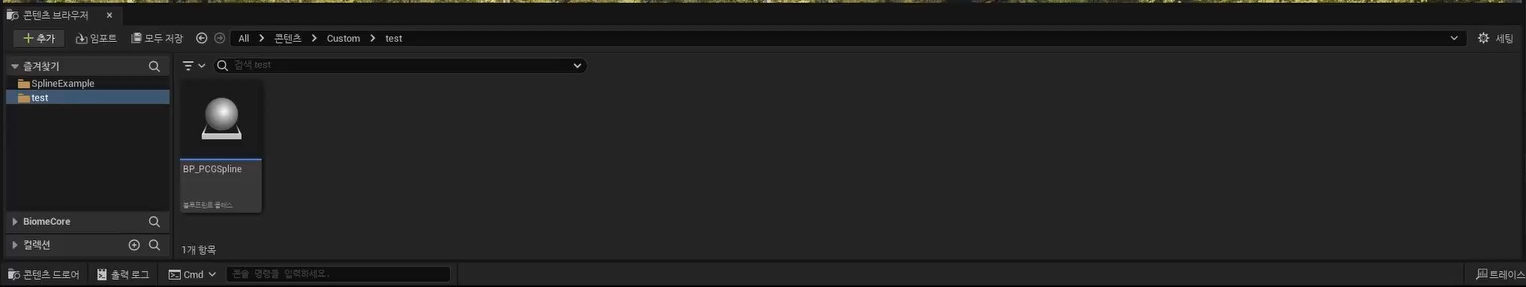 콘텐츠 브라우저
추가 임포트 모두 저장 All 콘텐츠 Custom test 세팅
즐겨찾기
검색 test
SplineExample
test
BP_PCGSpline
블루프린트 클래스
BiomeCore
컬렉션
1개 항목
콘텐츠 드로어 출력 로그 Cmd 콘솔 명령을 입력하세요. 트레이스